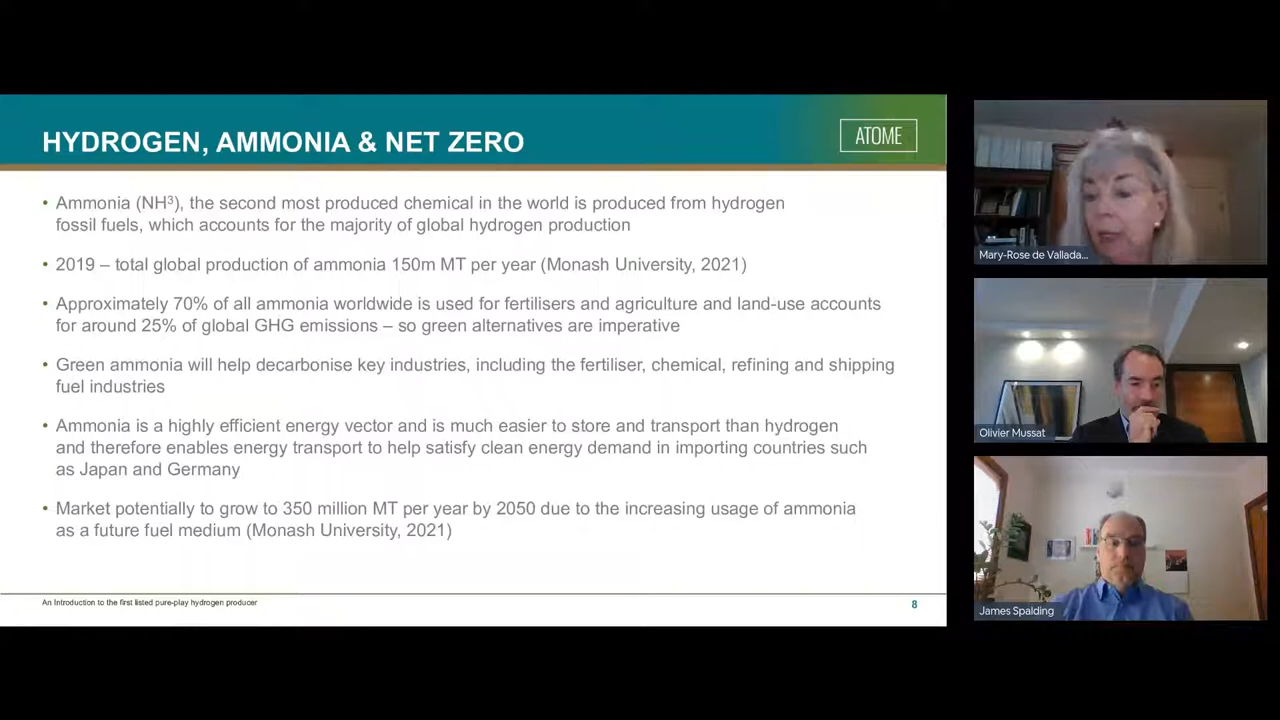 HYDROGEN, AMMONIA & NET ZERO
ATOME
• Ammonia (NH³), the second most produced chemical in the world is produced from hydrogen
fossil fuels, which accounts for the majority of global hydrogen production
• 2019 – total global production of ammonia 150m MT per year (Monash University, 2021)
• Approximately 70% of all ammonia worldwide is used for fertilisers and agriculture and land-use accounts
for around 25% of global GHG emissions – so green alternatives are imperative
• Green ammonia will help decarbonise key industries, including the fertiliser, chemical, refining and shipping
fuel industries
• Ammonia is a highly efficient energy vector and is much easier to store and transport than hydrogen
and therefore enables energy transport to help satisfy clean energy demand in importing countries such
as Japan and Germany
• Market potentially to grow to 350 million MT per year by 2050 due to the increasing usage of ammonia
as a future fuel medium (Monash University, 2021)
An Introduction to the first listed pure-play hydrogen producer
8
Mary-Rose de Vallada...
Olivier Mussat
James Spalding